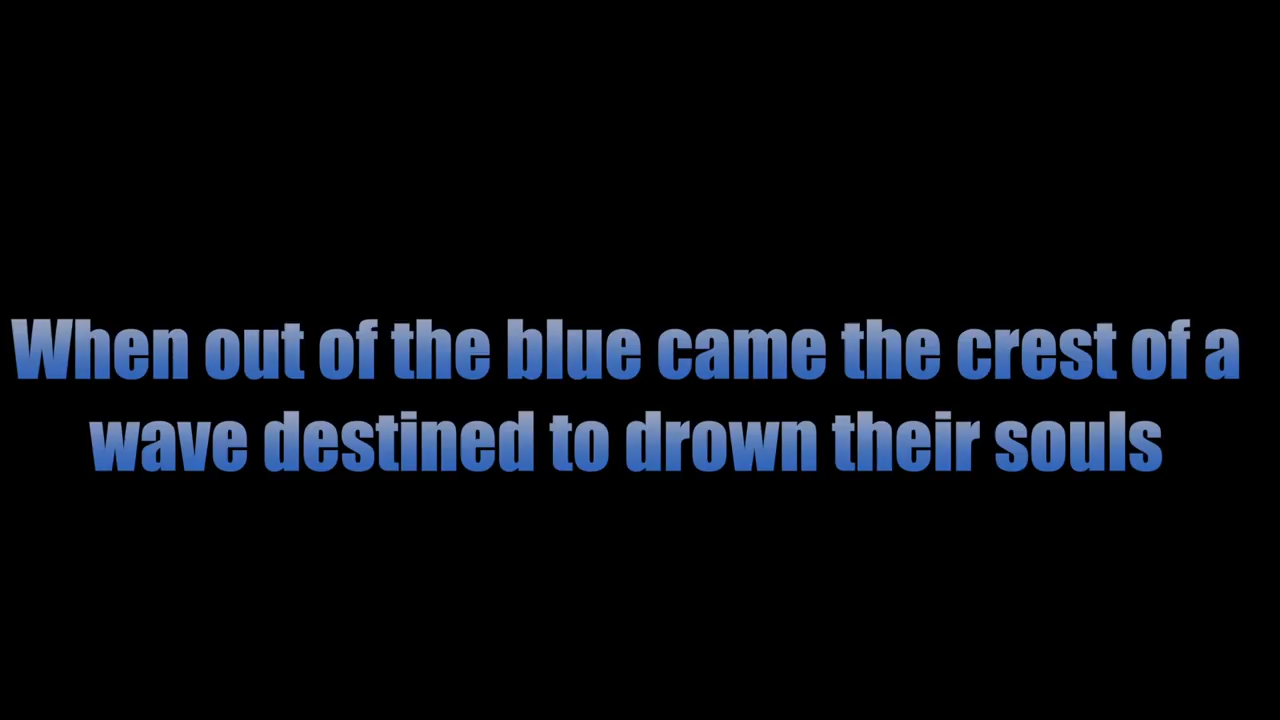 When out of the blue came the crest of a
wave destined to drown their souls